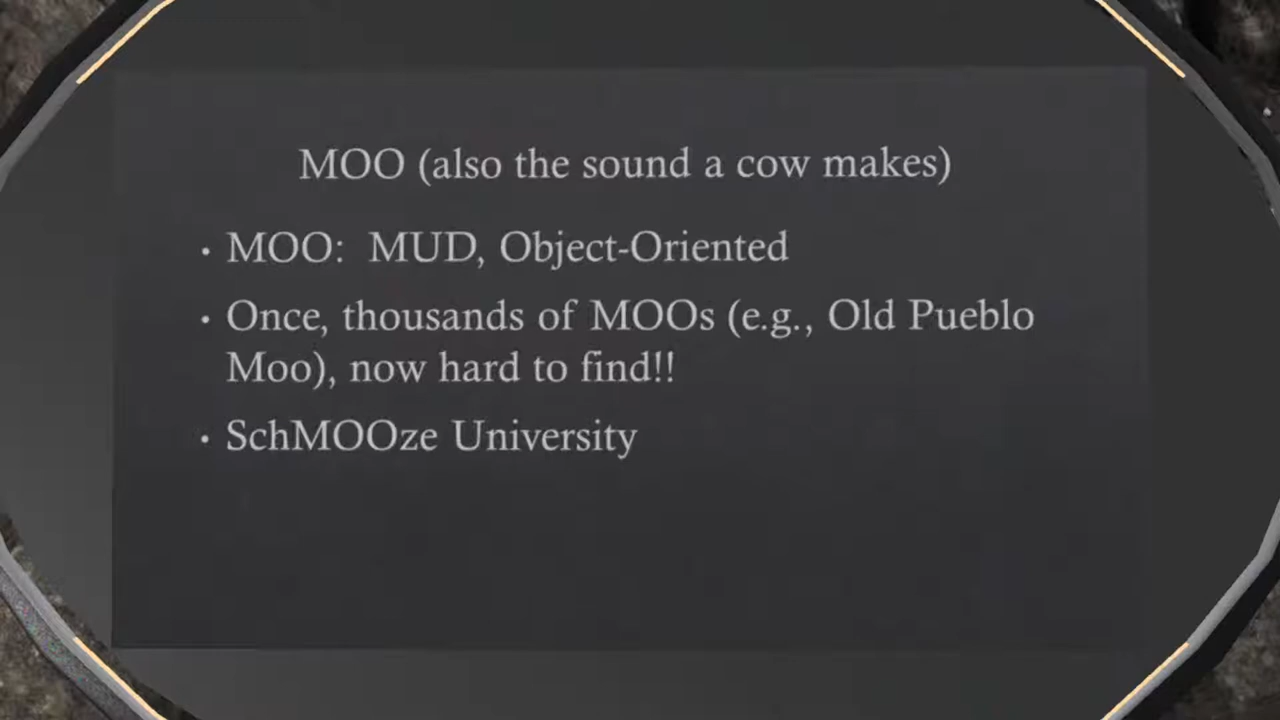 MOO (also the sound a cow makes)
• MOO: MUD, Object-Oriented
• Once, thousands of MOOs (e.g., Old Pueblo
Moo), now hard to find!!
• SchMOOze University